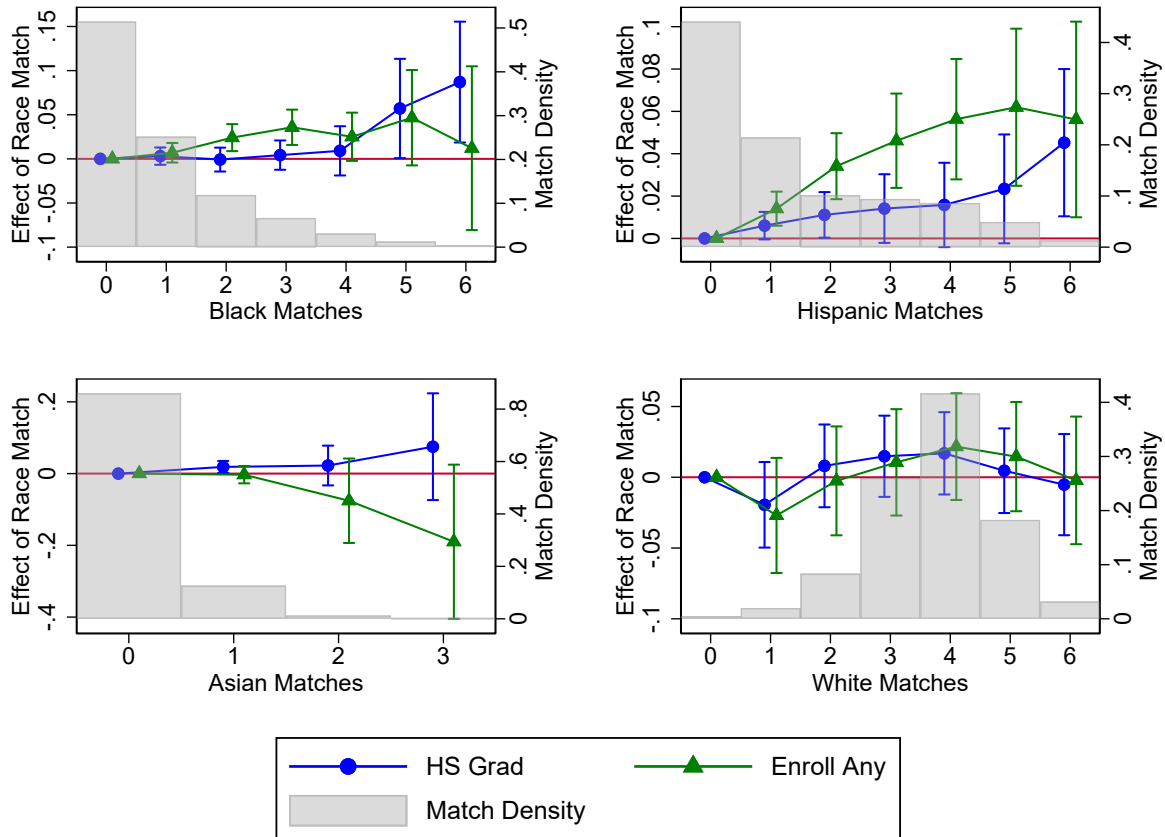 Effect of Race Match
-.1 -.05 0 .05 .1 .15
0 .1 .2 .3 .4 .5
Match Density
0 1 2 3 4 5 6
Black Matches
Effect of Race Match
0 .02 .04 .06 .08 .1
0 .1 .2 .3 .4
Match Density
0 1 2 3 4 5 6
Hispanic Matches
Effect of Race Match
-.4 -.2 0 .2
0 .2 .4 .6 .8
Match Density
0 1 2 3
Asian Matches
Effect of Race Match
-.1 -.05 0 .05
0 .1 .2 .3 .4
Match Density
0 1 2 3 4 5 6
White Matches
HS Grad Enroll Any
Match Density